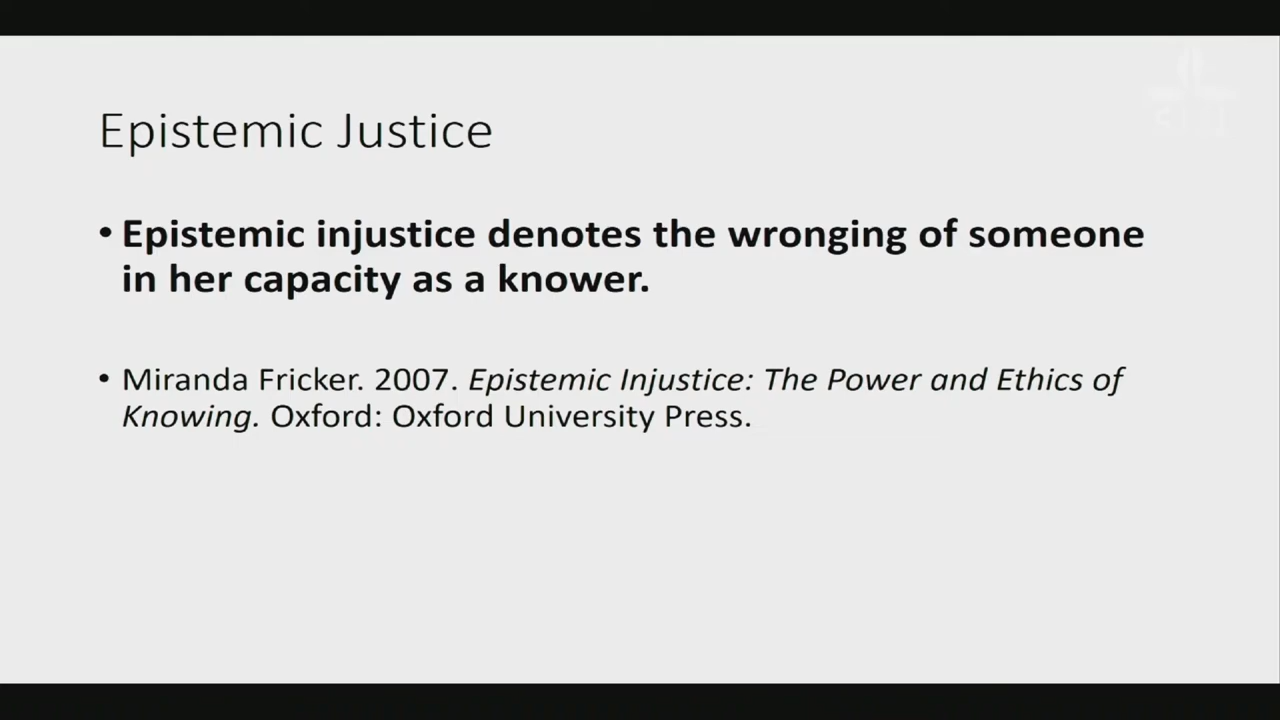 Epistemic Justice
• Epistemic injustice denotes the wronging of someone
in her capacity as a knower.
• Miranda Fricker. 2007. Epistemic Injustice: The Power and Ethics of
Knowing. Oxford: Oxford University Press.